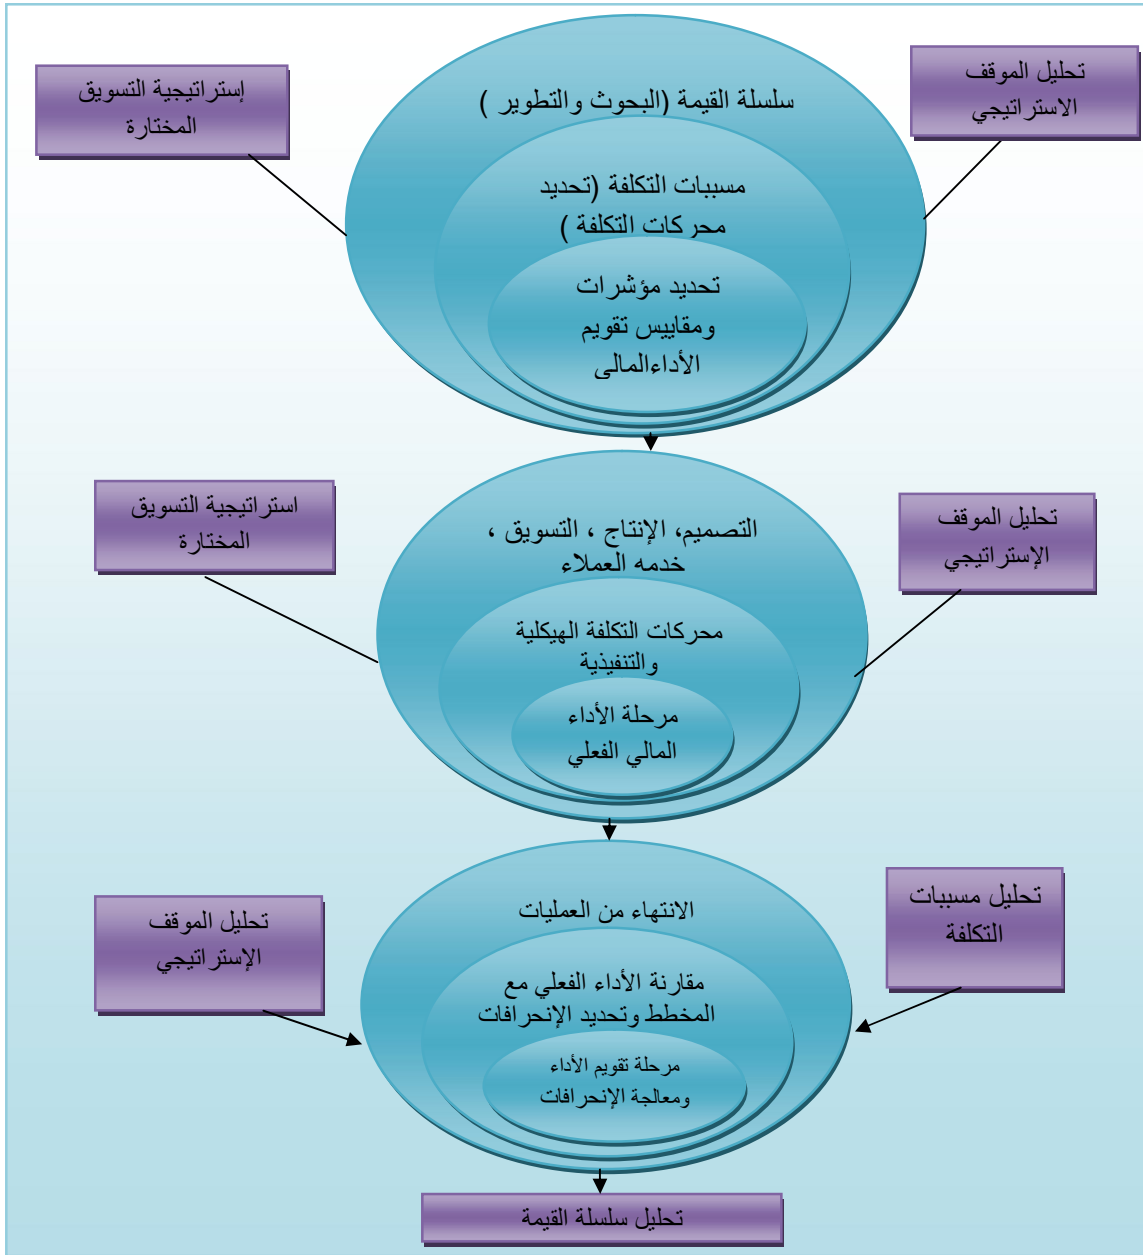 تحليل الموقف
الاستراتيجي
إستراتيجية التسويق
المختارة
سلسلة القيمة (البحوث والتطوير )
مسببات التكلفة (تحديد
محركات التكلفة )
تحديد مؤشرات
ومقاييس تقويم
الأداءالمالى
تحليل الموقف
الإستراتيجي
استراتيجية التسويق
المختارة
التصميم، الإنتاج ، التسويق ،
خدمه العملاء
محركات التكلفة الهيكلية
والتنفيذية
مرحلة الأداء
المالي الفعلي
تحليل مسببات
التكلفة
تحليل الموقف
الإستراتيجي
الانتهاء من العمليات
مقارنة الأداء الفعلي مع
المخطط وتحديد الإنحرافات
مرحلة تقويم الأداء
ومعالجة الإنحرافات
تحليل سلسلة القيمة